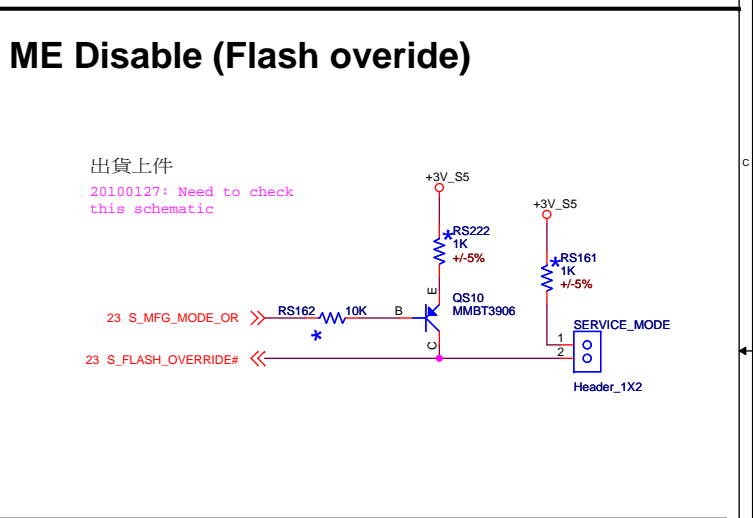 ME Disable (Flash overide)
C
出貨上件
20100127: Need to check
this schematic
+3V_S5
+3V_S5
*RS222
1K
+/-5%
*RS161
1K
+/-5%
E
QS10
MMBT3906
23 S_MFG_MODE_OR
RS162 10K
B
*
C
SERVICE_MODE
1
2
23 S_FLASH_OVERRIDE#
Header_1X2